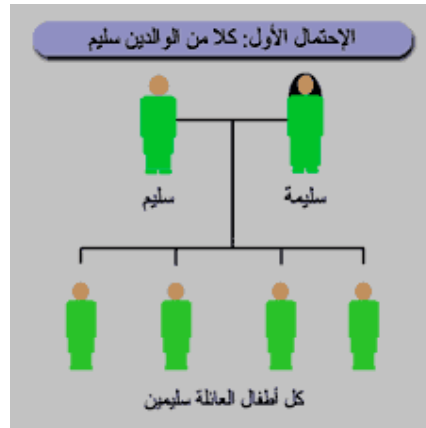 الإحتمال الأول: كلا من الوالدين سليم
سليمة
سليم
كل أطفال العائلة سليمين